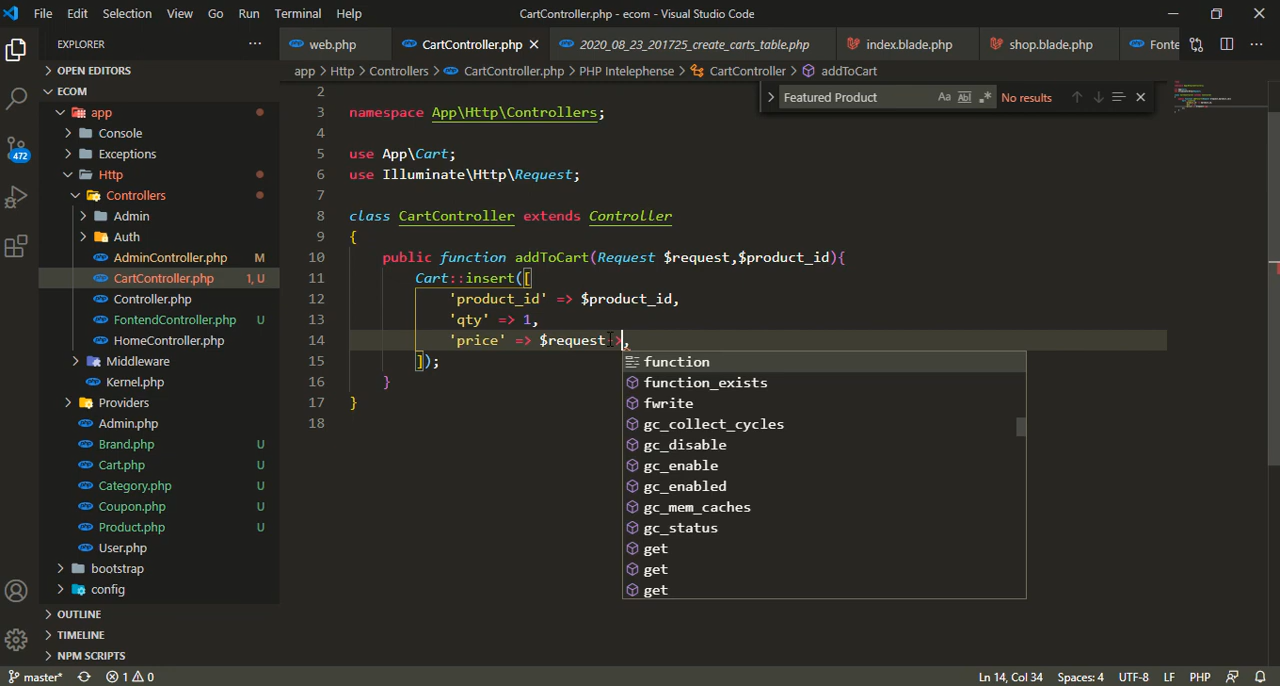 File Edit Selection View Go Run Terminal Help CartController.php - ecom - Visual Studio Code
EXPLORER ···
web.php CartController.php 2020_08_23_201725_create_carts_table.php index.blade.php shop.blade.php Fonte
OPEN EDITORS
app > Http > Controllers > CartController.php > PHP Intelephense > CartController > addToCart
ECOM
app
Console
Exceptions
Http
Controllers
Admin
Auth
AdminController.php M
CartController.php 1, U
Controller.php
FontendController.php U
HomeController.php
Middleware
Kernel.php
Providers
Admin.php
Brand.php U
Cart.php U
Category.php U
Coupon.php U
Product.php U
User.php
bootstrap
config
OUTLINE
TIMELINE
NPM SCRIPTS
472
Featured Product Aa Abl .* No results
2
3 namespace App\Http\Controllers;
4
5 use App\Cart;
6 use Illuminate\Http\Request;
7
8 class CartController extends Controller
9 {
10 public function addToCart(Request $request,$product_id){
11 Cart::insert([
12 'product_id' => $product_id,
13 'qty' => 1,
14 'price' => $request->,
15 ]);
16 }
17 }
18
function
function_exists
fwrite
gc_collect_cycles
gc_disable
gc_enable
gc_enabled
gc_mem_caches
gc_status
get
get
get
master* 1 0 Ln 14, Col 34 Spaces: 4 UTF-8 LF PHP